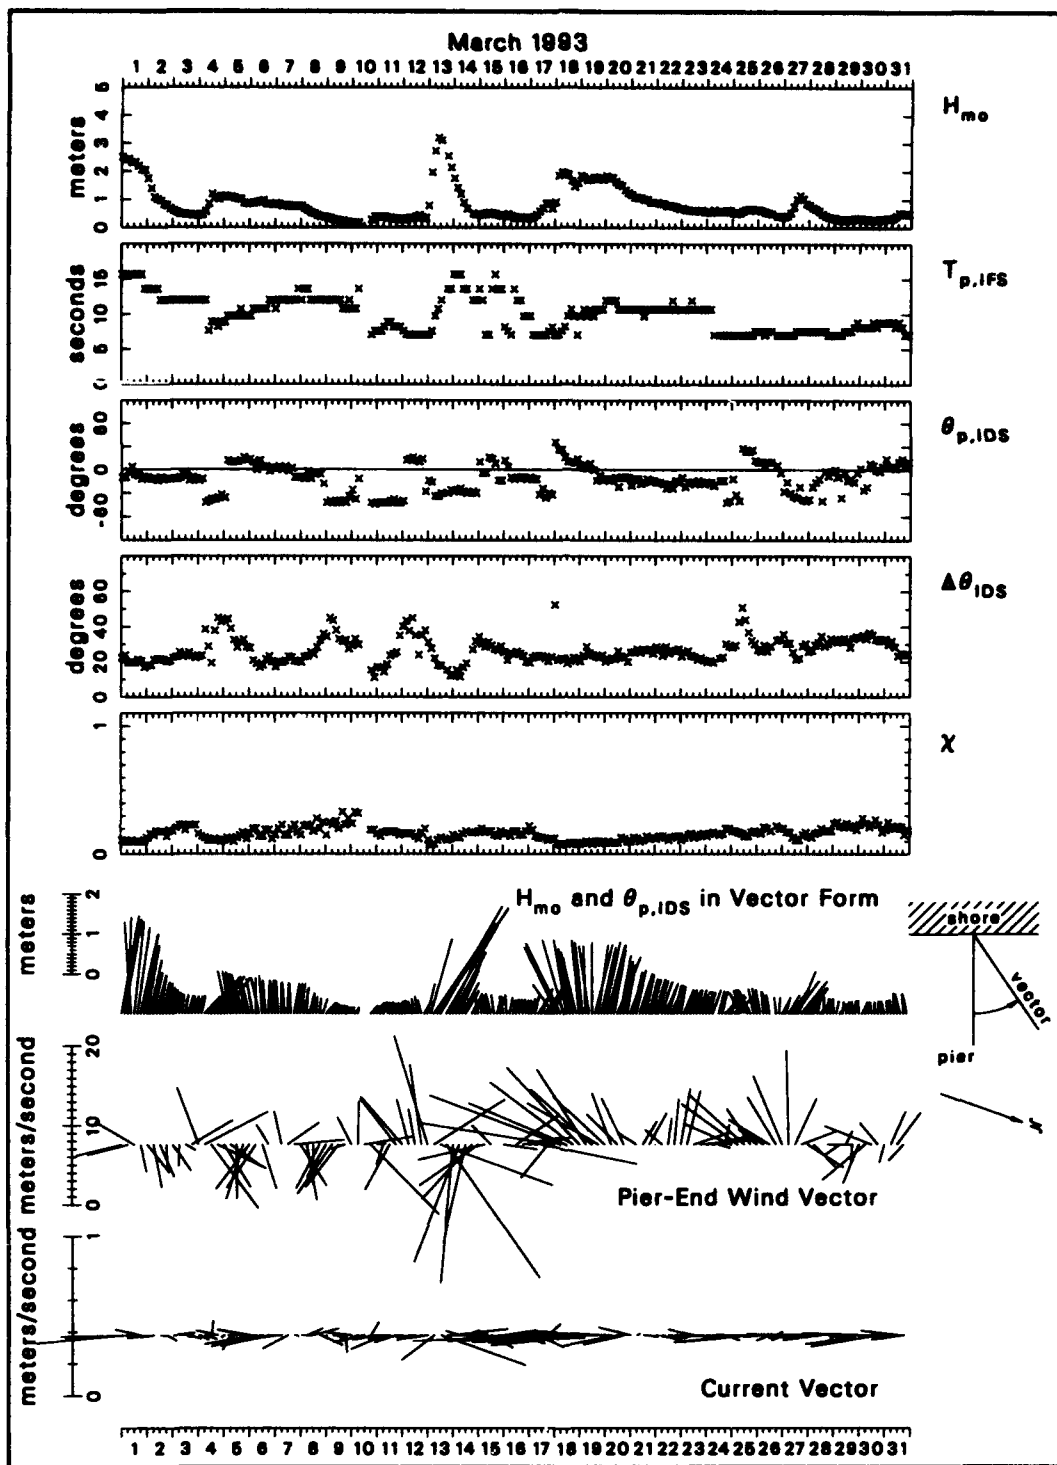 March 1993
1 2 3 4 5 6 7 8 9 10 11 12 13 14 15 16 17 18 19 20 21 22 23 24 25 26 27 28 29 30 31
5
4
3
2
1
0
meters
Hmo
15
10
5
0
seconds
Tp,IFS
60
0
-60
degrees
θp,IDS
60
40
20
0
degrees
ΔθIDS
1
0
χ
2
1
0
meters
Hmo and θp,IDS in Vector Form
shore
vector
pier
20
10
0
meters/second
Pier-End Wind Vector
N
1
0
meters/second
Current Vector
1 2 3 4 5 6 7 8 9 10 11 12 13 14 15 16 17 18 19 20 21 22 23 24 25 26 27 28 29 30 31